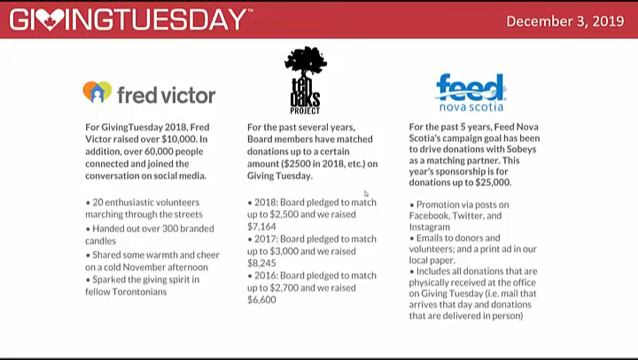 GIVINGTUESDAY™
December 3, 2019
fred victor
For GivingTuesday 2018, Fred
Victor raised over $10,000. In
addition, over 60,000 people
connected and joined the
conversation on social media.
• 20 enthusiastic volunteers
marching through the streets
• Handed out over 300 branded
candles
• Shared some warmth and cheer
on a cold November afternoon
• Sparked the giving spirit in
fellow Torontonians
ten
oaks
PROJECT
For the past several years,
Board members have matched
donations up to a certain
amount ($2500 in 2018, etc.) on
Giving Tuesday.
• 2018: Board pledged to match
up to $2,500 and we raised
$7,164
• 2017: Board pledged to match
up to $3,000 and we raised
$8,245
• 2016: Board pledged to match
up to $2,700 and we raised
$6,600
feed
nova scotia
For the past 5 years, Feed Nova
Scotia's campaign goal has been
to drive donations with Sobeys
as a matching partner. This
year's sponsorship is for
donations up to $25,000.
• Promotion via posts on
Facebook, Twitter, and
Instagram
• Emails to donors and
volunteers; and a print ad in our
local paper.
• Includes all donations that are
physically received at the office
on Giving Tuesday (i.e. mail that
arrives that day and donations
that are delivered in person)